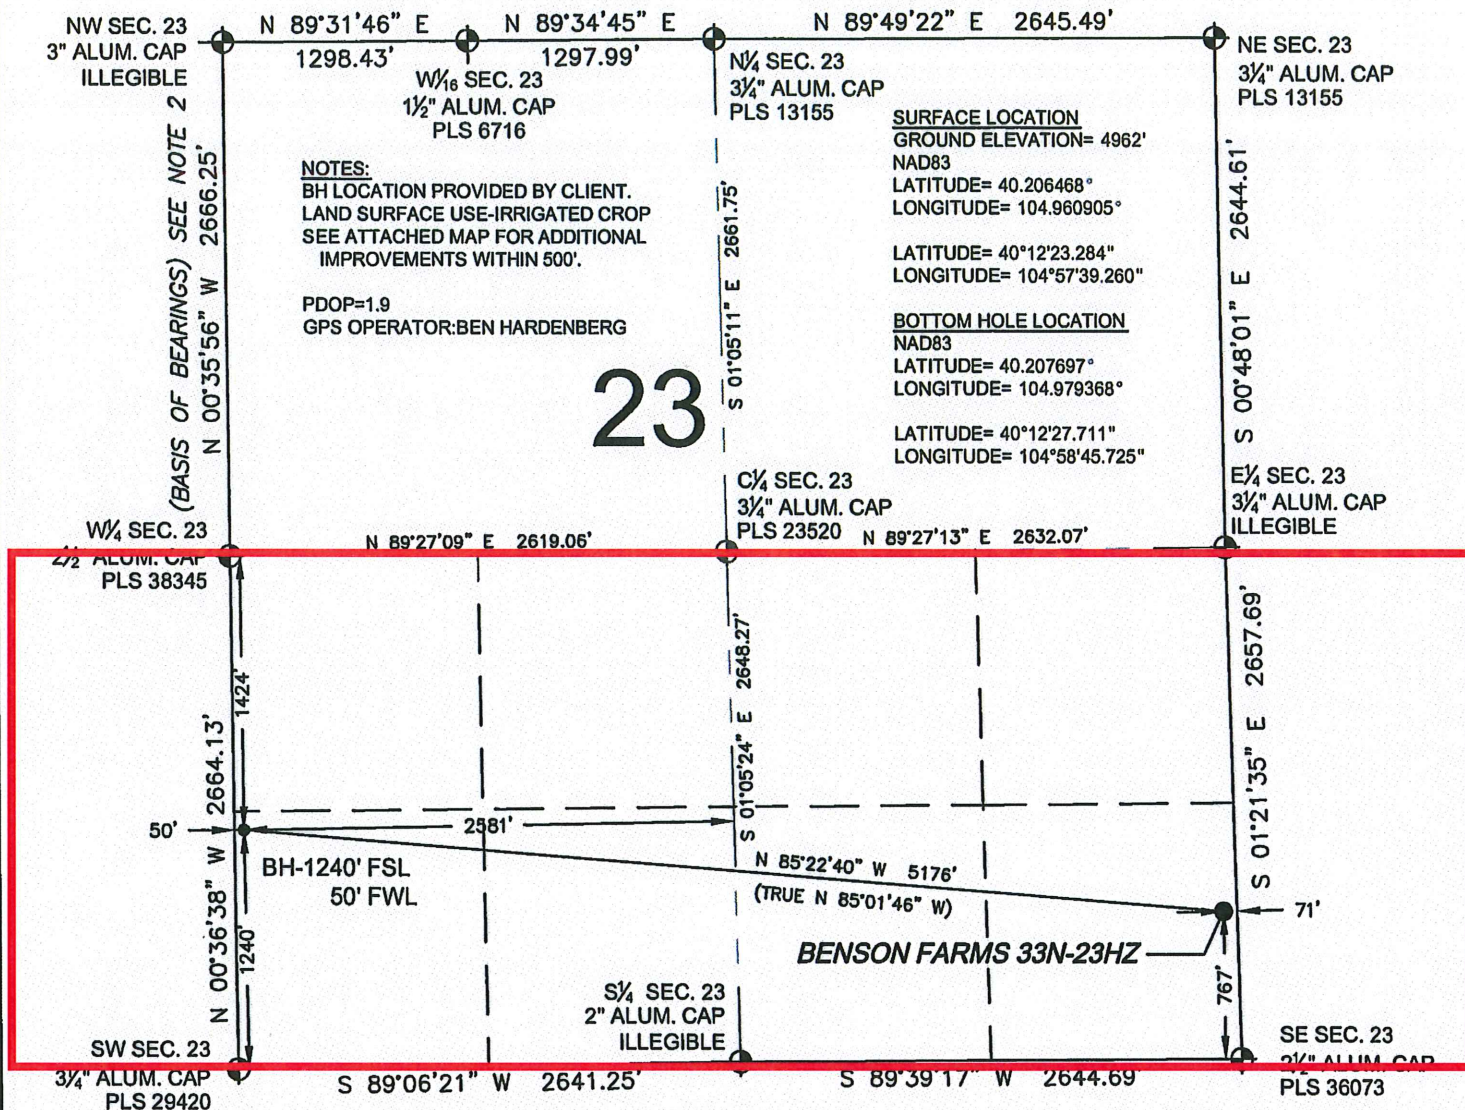 NW SEC. 23
3" ALUM. CAP
ILLEGIBLE
N 89°31'46" E
1298.43'
N 89°34'45" E
1297.99'
N 89°49'22" E 2645.49'
W1⁄16 SEC. 23
1½" ALUM. CAP
PLS 6716
N¼ SEC. 23
3¼" ALUM. CAP
PLS 13155
NE SEC. 23
3¼" ALUM. CAP
PLS 13155
(BASIS OF BEARINGS) SEE NOTE 2
N 00°35'56" W 2666.25'
NOTES:
BH LOCATION PROVIDED BY CLIENT.
LAND SURFACE USE-IRRIGATED CROP
SEE ATTACHED MAP FOR ADDITIONAL
IMPROVEMENTS WITHIN 500'.
PDOP=1.9
GPS OPERATOR:BEN HARDENBERG
S 01°05'11" E 2661.75'
SURFACE LOCATION
GROUND ELEVATION= 4962'
NAD83
LATITUDE= 40.206468°
LONGITUDE= 104.960905°
LATITUDE= 40°12'23.284"
LONGITUDE= 104°57'39.260"
BOTTOM HOLE LOCATION
NAD83
LATITUDE= 40.207697°
LONGITUDE= 104.979368°
LATITUDE= 40°12'27.711"
LONGITUDE= 104°58'45.725"
S 00°48'01" E 2644.61'
23
W¼ SEC. 23
2½" ALUM. CAP
PLS 38345
N 89°27'09" E 2619.06'
C¼ SEC. 23
3¼" ALUM. CAP
PLS 23520
N 89°27'13" E 2632.07'
E¼ SEC. 23
3¼" ALUM. CAP
ILLEGIBLE
1424'
N 00°36'38" W 2664.13'
S 01°05'24" E 2648.27'
S 01°21'35" E 2657.69'
50'
2581'
BH-1240' FSL
50' FWL
N 85°22'40" W 5176'
(TRUE N 85°01'46" W)
71'
BENSON FARMS 33N-23HZ
1240'
767'
S¼ SEC. 23
2" ALUM. CAP
ILLEGIBLE
SW SEC. 23
3¼" ALUM. CAP
PLS 29420
S 89°06'21" W 2641.25'
S 89°39'17" W 2644.69'
SE SEC. 23
2½" ALUM. CAP
PLS 36073